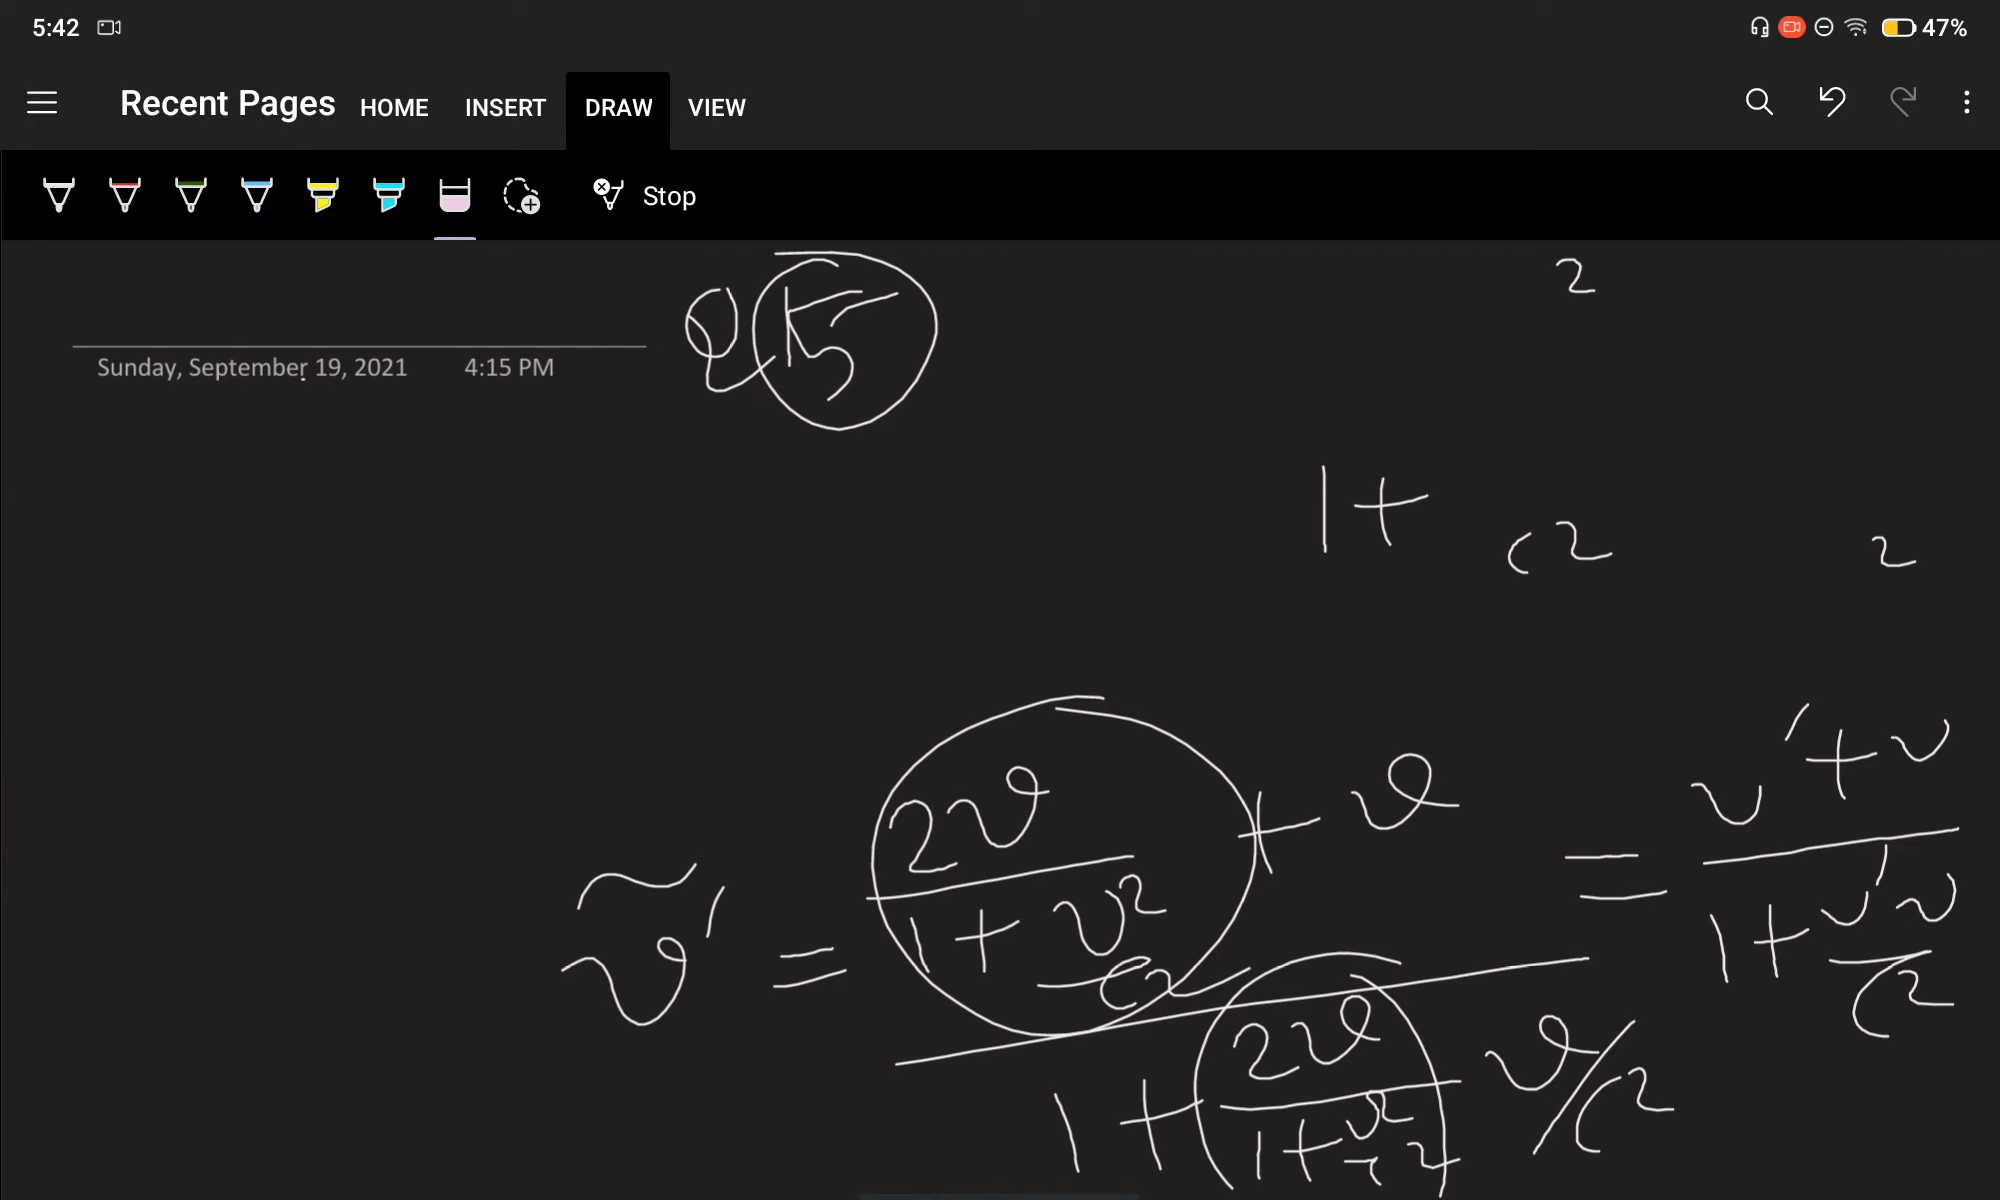 5:42 47%
Recent Pages HOME INSERT DRAW VIEW
Stop
2
Q 15
Sunday, September 19, 2021 4:15 PM
1+ c2 2
ṽ' = (2v/(1+v²/c²) + v) / (1+(2v/(1+v²/c²)) v/c²) = (v'+v)/(1+v'v/c²)